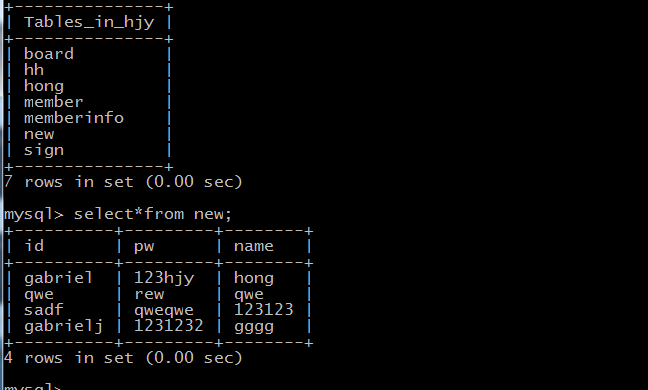 +---------------+
| Tables_in_hjy |
+---------------+
| board         |
| hh            |
| hong          |
| member        |
| memberinfo    |
| new           |
| sign          |
+---------------+
7 rows in set (0.00 sec)

mysql> select*from new;
+----------+---------+--------+
| id       | pw      | name   |
+----------+---------+--------+
| gabriel  | 123hjy  | hong   |
| qwe      | rew     | qwe    |
| sadf     | qweqwe  | 123123 |
| gabrielj | 1231232 | gggg   |
+----------+---------+--------+
4 rows in set (0.00 sec)

mysql>